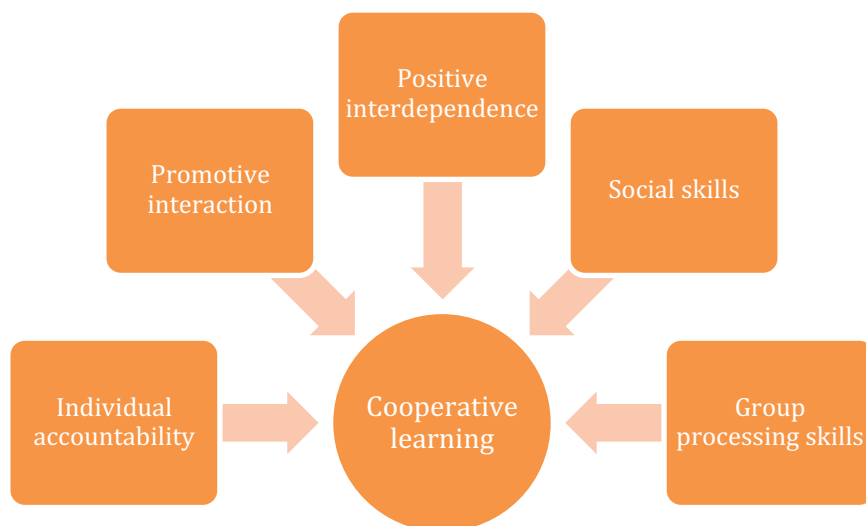 Positive
interdependence
Promotive
interaction
Social skills
Individual
accountability
Cooperative
learning
Group
processing skills